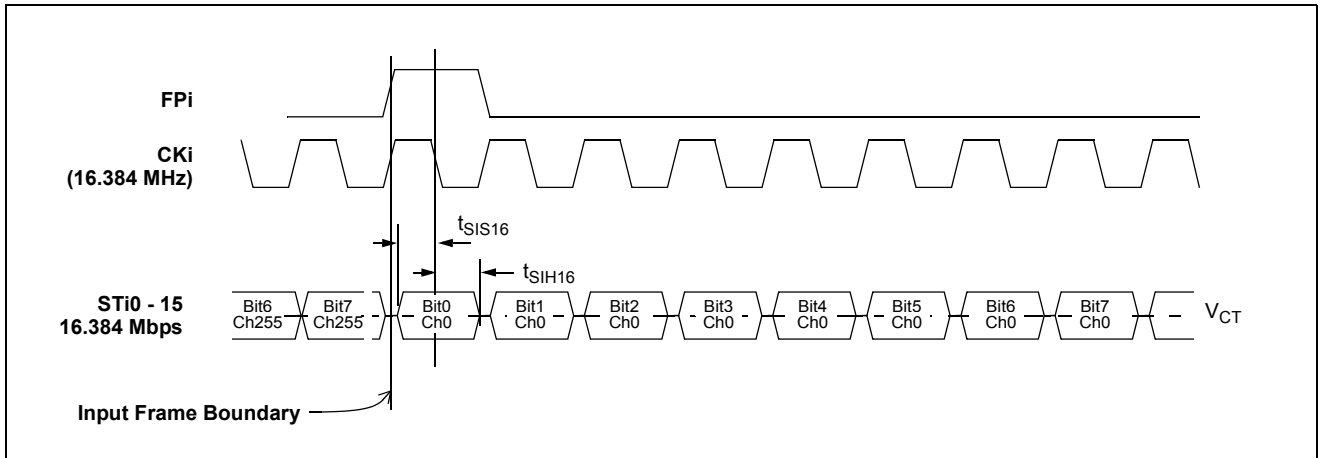 FPi
CKi
(16.384 MHz)
tSIS16
tSIH16
STi0 - 15
16.384 Mbps
Bit6
Ch255
Bit7
Ch255
Bit0
Ch0
Bit1
Ch0
Bit2
Ch0
Bit3
Ch0
Bit4
Ch0
Bit5
Ch0
Bit6
Ch0
Bit7
Ch0
VCT
Input Frame Boundary